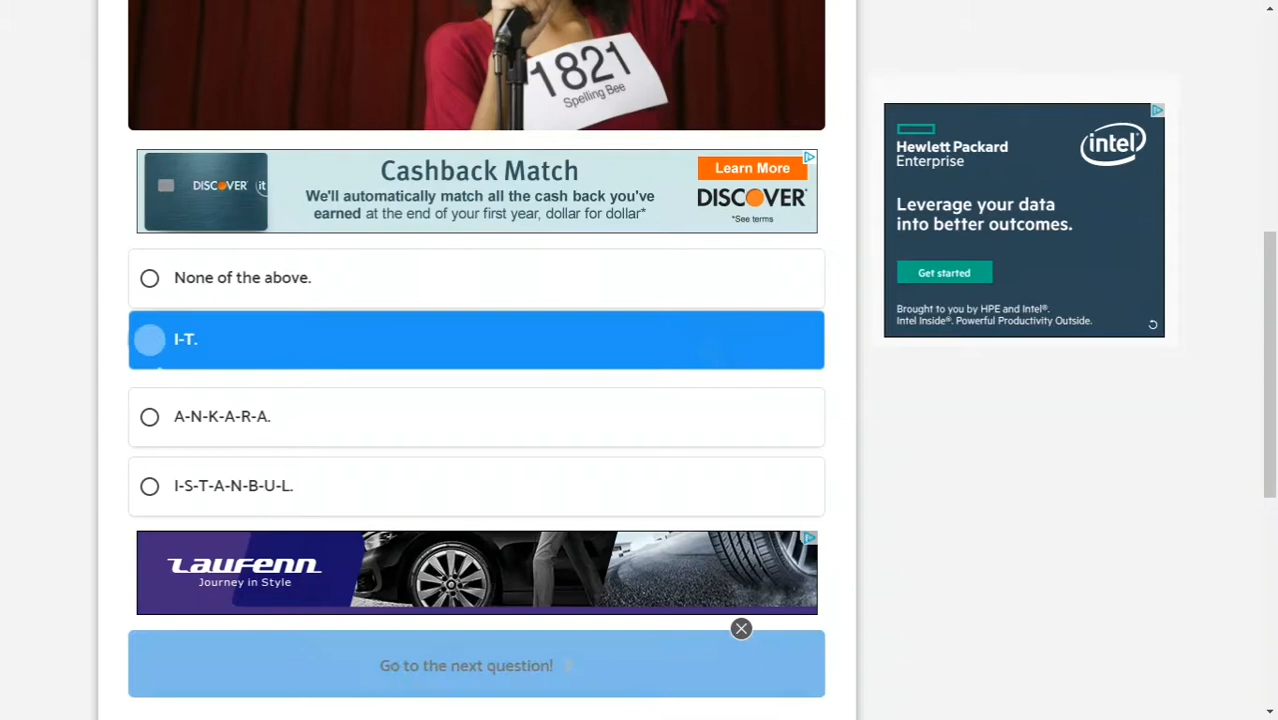 1821
Spelling Bee
DISCOVER it
Cashback Match
We'll automatically match all the cash back you've
earned at the end of your first year, dollar for dollar*
Learn More
DISCOVER
*See terms
None of the above.
I-T.
A-N-K-A-R-A.
I-S-T-A-N-B-U-L.
Laufenn
Journey in Style
Go to the next question!
Hewlett Packard
Enterprise
intel
Leverage your data
into better outcomes.
Get started
Brought to you by HPE and Intel®.
Intel Inside®. Powerful Productivity Outside.